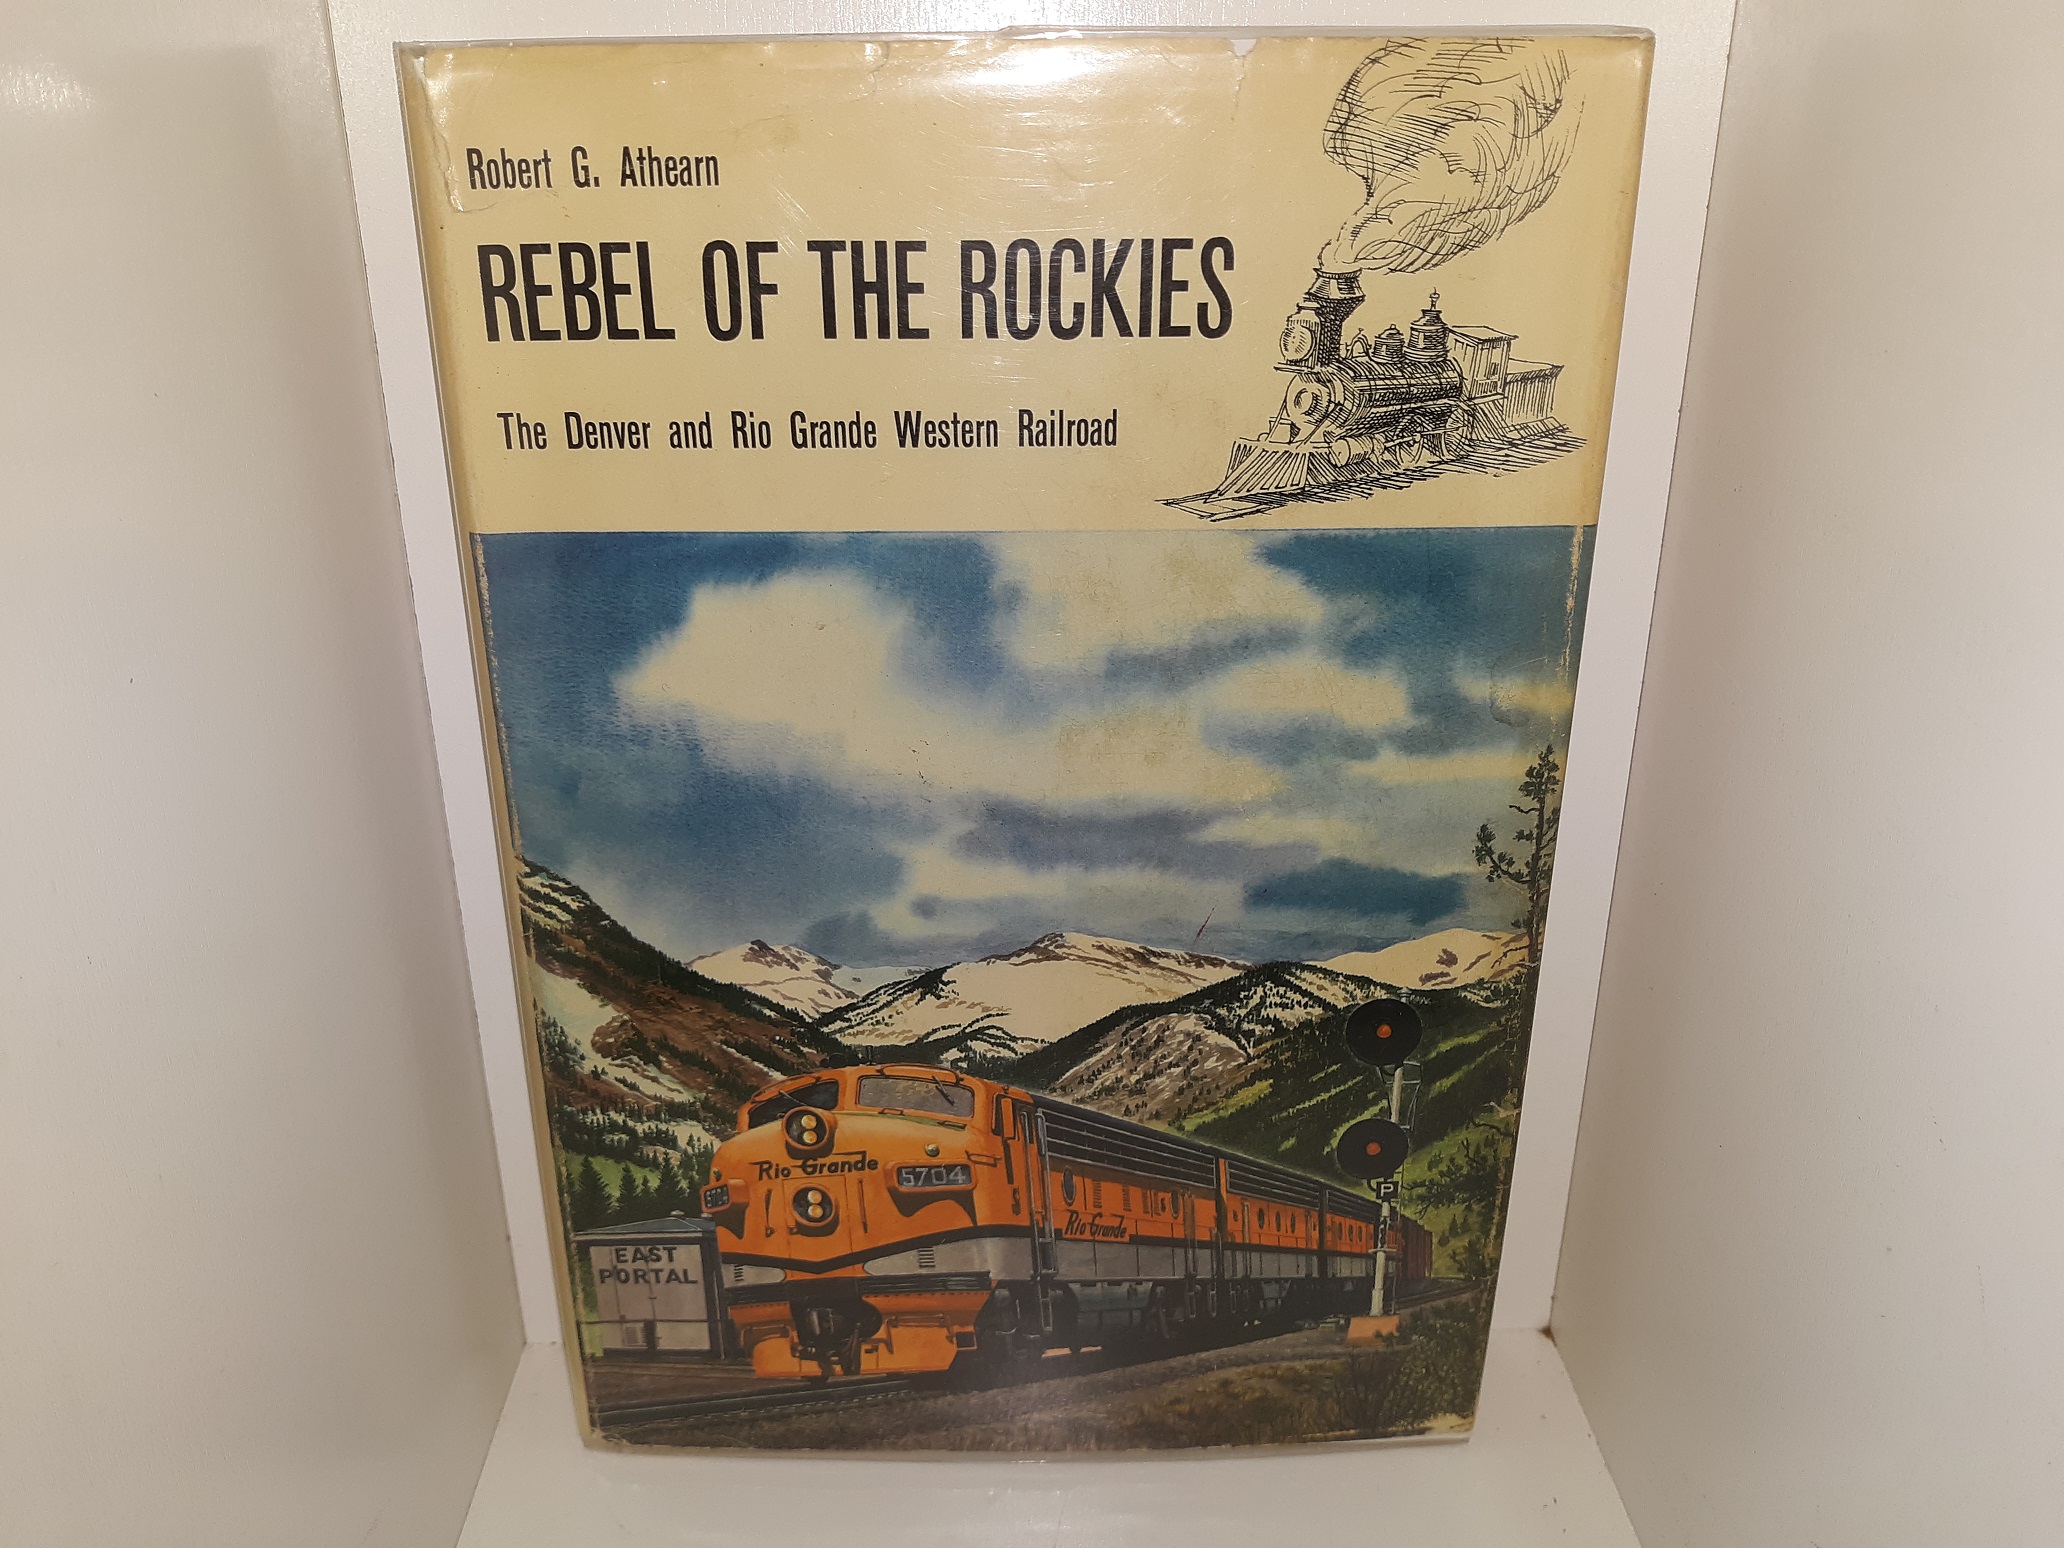 Robert G. Athearn
REBEL OF THE ROCKIES
The Denver and Rio Grande Western Railroad
Rio Grande
5704
5704
Rio Grande
P
EAST
PORTAL